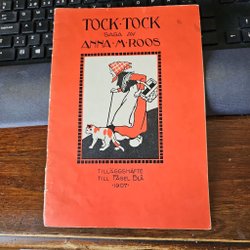 TOCK-TOCK
SAGA AV
ANNA·M·ROOS
TILLÄGGSHÄFTE
TILL FÅGEL BLÅ
1907